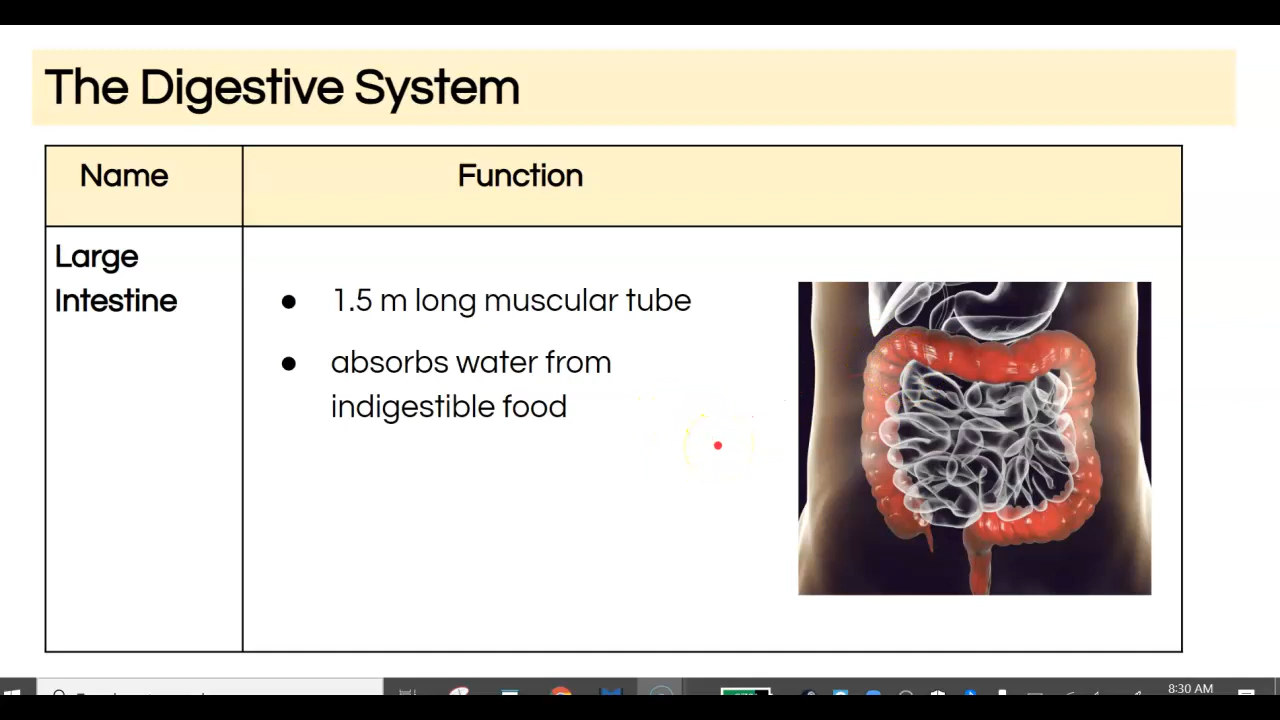 The Digestive System
Name
Function
Large
Intestine
● 1.5 m long muscular tube
● absorbs water from
indigestible food
8:30 AM